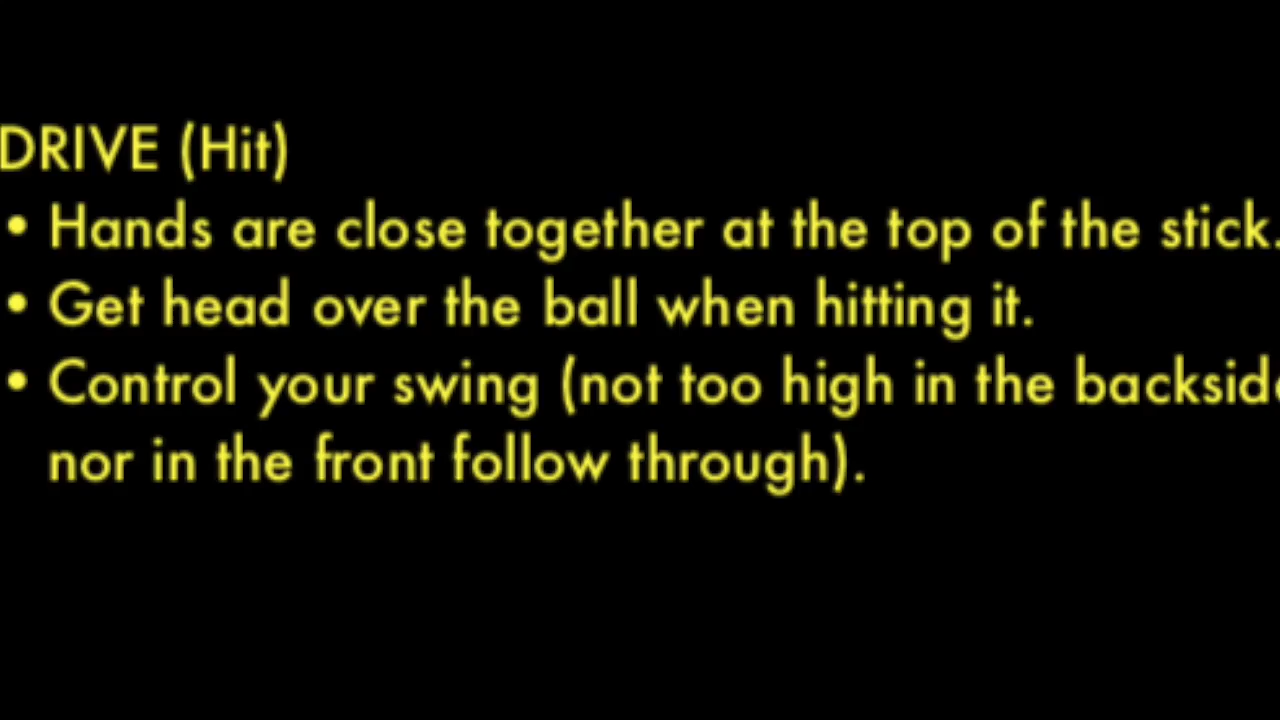 DRIVE (Hit)
• Hands are close together at the top of the stick.
• Get head over the ball when hitting it.
• Control your swing (not too high in the backside
nor in the front follow through).